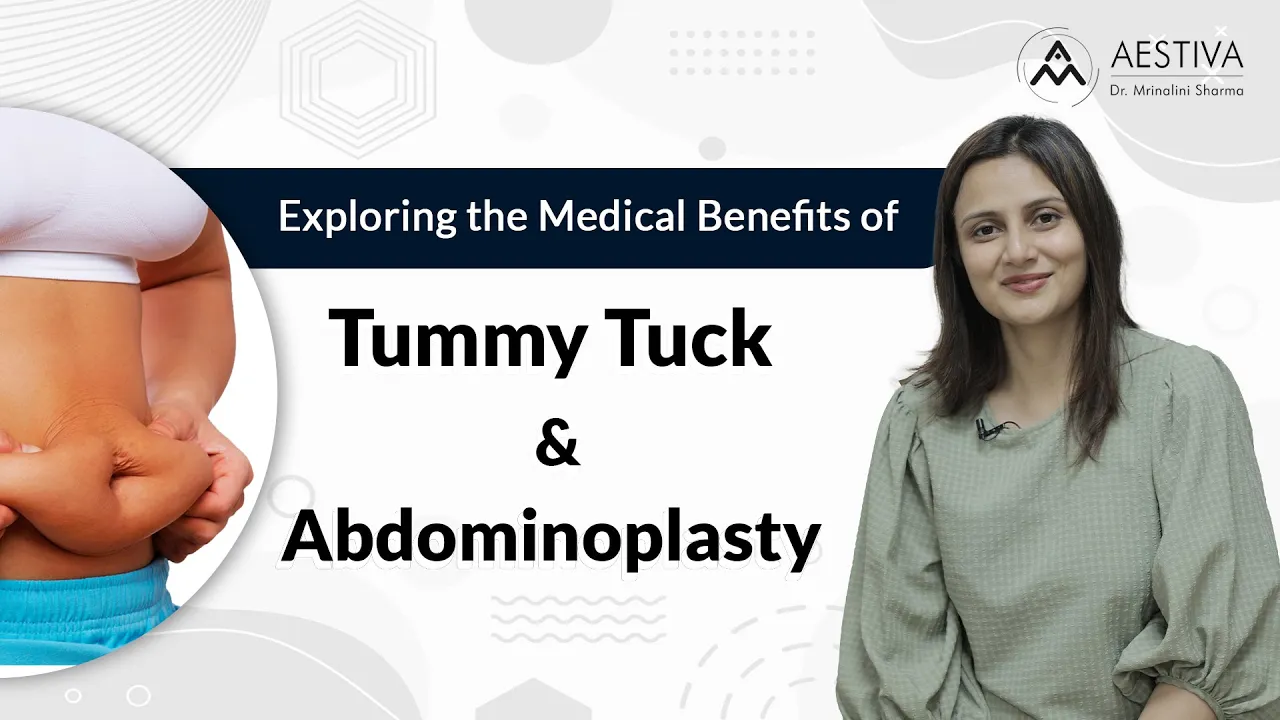 AESTIVA
Dr. Mrinalini Sharma
Exploring the Medical Benefits of
Tummy Tuck
&
Abdominoplasty